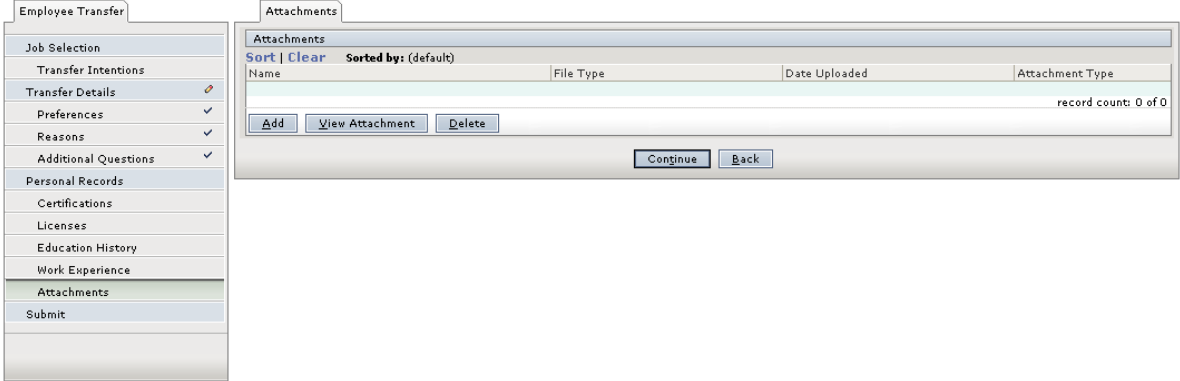 Employee Transfer
Job Selection
Transfer Intentions
Transfer Details
Preferences
Reasons
Additional Questions
Personal Records
Certifications
Licenses
Education History
Work Experience
Attachments
Submit
Attachments
Attachments
Sort | Clear Sorted by: (default)
Name File Type Date Uploaded Attachment Type
record count: 0 of 0
Add View Attachment Delete
Continue Back